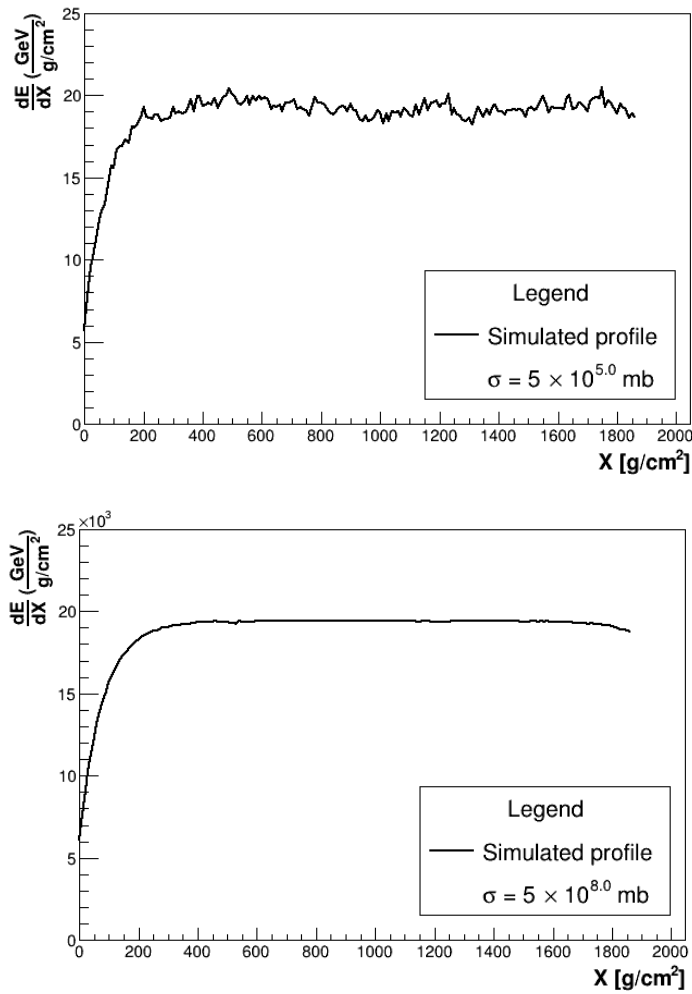 dE/dX (GeV/g/cm²)
25
20
15
10
5
0
0 200 400 600 800 1000 1200 1400 1600 1800 2000
X [g/cm²]
Legend
Simulated profile
σ = 5 × 10^5.0 mb
×10³
dE/dX (GeV/g/cm²)
25
20
15
10
5
0
0 200 400 600 800 1000 1200 1400 1600 1800 2000
X [g/cm²]
Legend
Simulated profile
σ = 5 × 10^8.0 mb